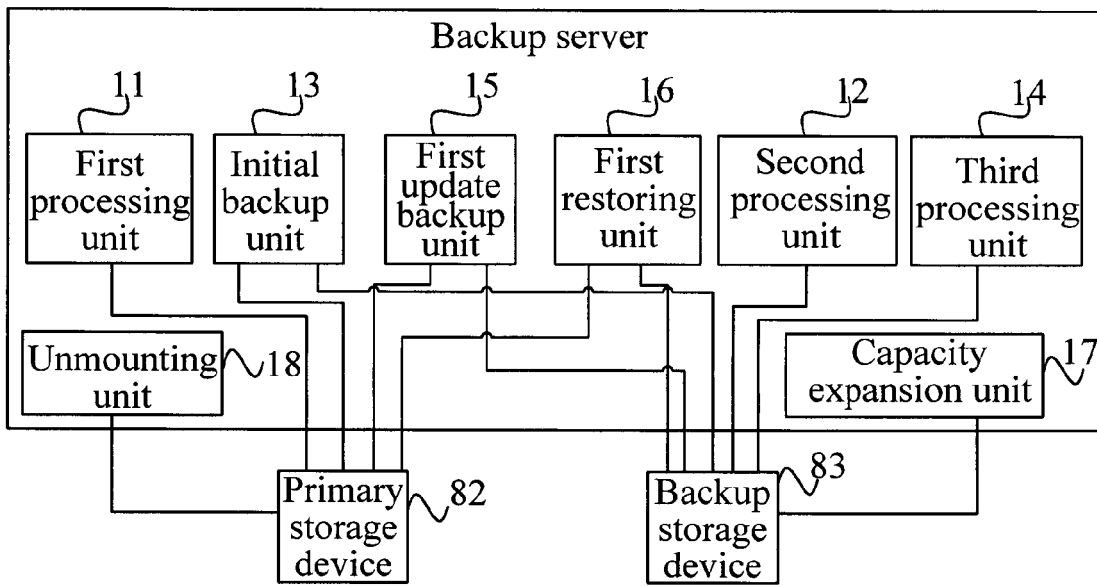 Backup server
11
13
15
16
12
14
First
processing
unit
Initial
backup
unit
First
update
backup
unit
First
restoring
unit
Second
processing
unit
Third
processing
unit
Unmounting
unit
18
Capacity
expansion unit
17
Primary
storage
device
82
Backup
storage
device
83